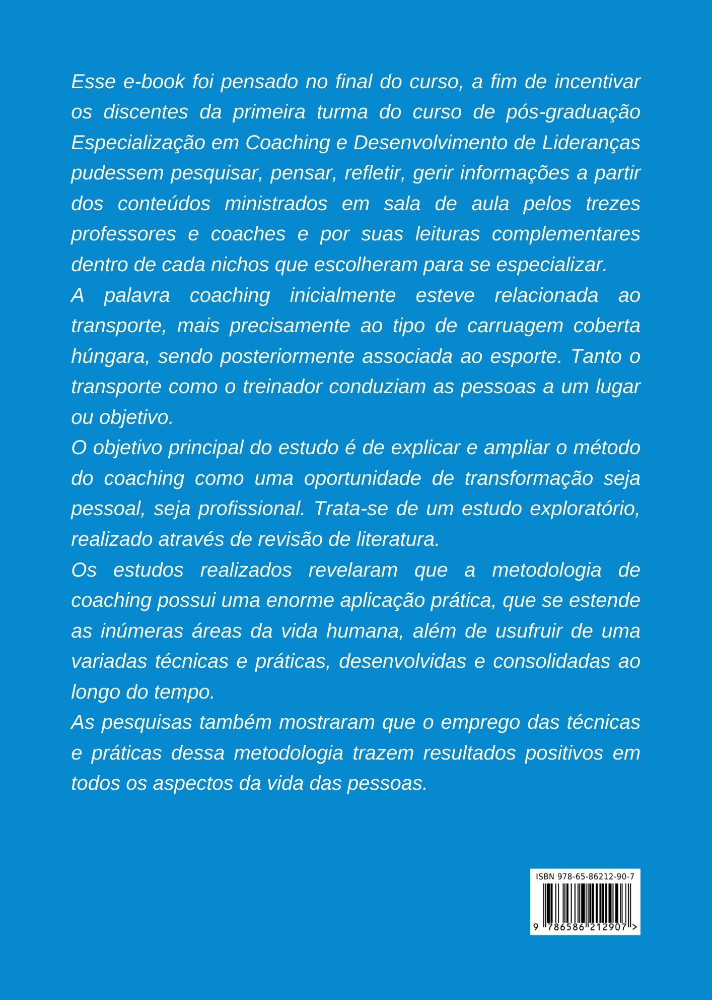 Esse e-book foi pensado no final do curso, a fim de incentivar
os discentes da primeira turma do curso de pós-graduação
Especialização em Coaching e Desenvolvimento de Lideranças
pudessem pesquisar, pensar, refletir, gerir informações a partir
dos conteúdos ministrados em sala de aula pelos trezes
professores e coaches e por suas leituras complementares
dentro de cada nichos que escolheram para se especializar.
A palavra coaching inicialmente esteve relacionada ao
transporte, mais precisamente ao tipo de carruagem coberta
húngara, sendo posteriormente associada ao esporte. Tanto o
transporte como o treinador conduziam as pessoas a um lugar
ou objetivo.
O objetivo principal do estudo é de explicar e ampliar o método
do coaching como uma oportunidade de transformação seja
pessoal, seja profissional. Trata-se de um estudo exploratório,
realizado através de revisão de literatura.
Os estudos realizados revelaram que a metodologia de
coaching possui uma enorme aplicação prática, que se estende
as inúmeras áreas da vida humana, além de usufruir de uma
variadas técnicas e práticas, desenvolvidas e consolidadas ao
longo do tempo.
As pesquisas também mostraram que o emprego das técnicas
e práticas dessa metodologia trazem resultados positivos em
todos os aspectos da vida das pessoas.
ISBN 978-65-86212-90-7
9 786586 212907 >